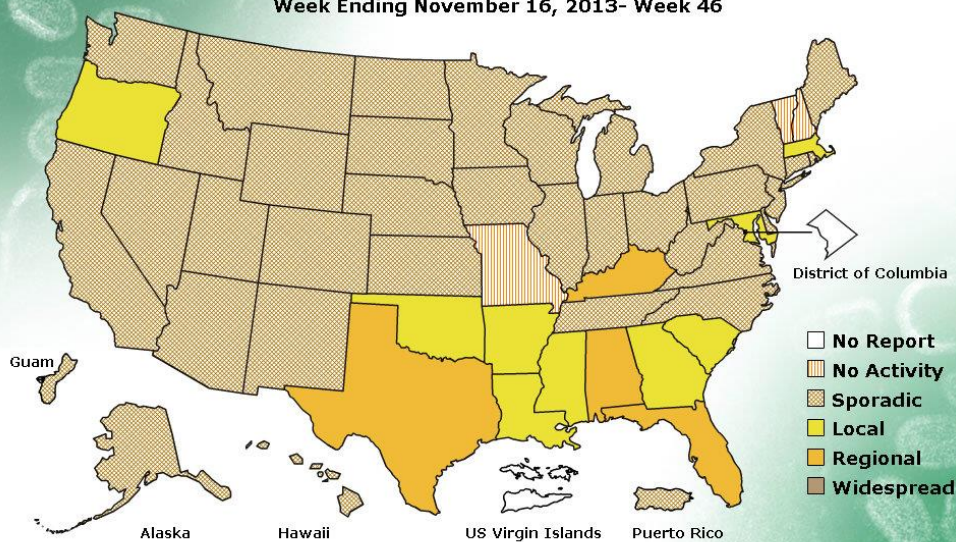 Week Ending November 16, 2013- Week 46
District of Columbia
Guam
No Report
No Activity
Sporadic
Local
Regional
Widespread
Alaska
Hawaii
US Virgin Islands
Puerto Rico